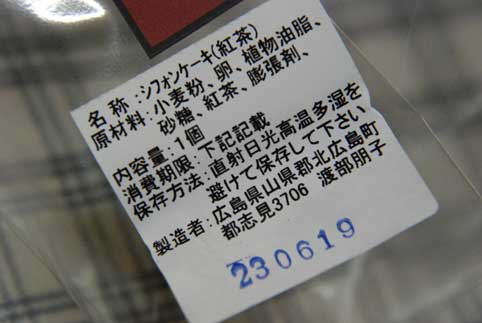 名称:シフォンケーキ(紅茶)
原材料:小麦粉、卵、植物油脂、
砂糖、紅茶、膨張剤、
内容量:1個
消費期限:下記記載
保存方法:直射日光高温多湿を
避けて保存して下さい
製造者:広島県山県郡北広島町
都志見3706 渡部朋子
230619